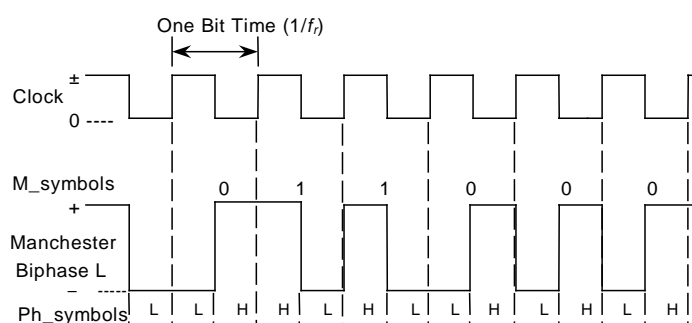 One Bit Time (1/fr)
±
Clock
0 ----
M_symbols 0 1 1 0 0 0
+
Manchester
Biphase L
–
Ph_symbols L L H H L H L L H L H L H